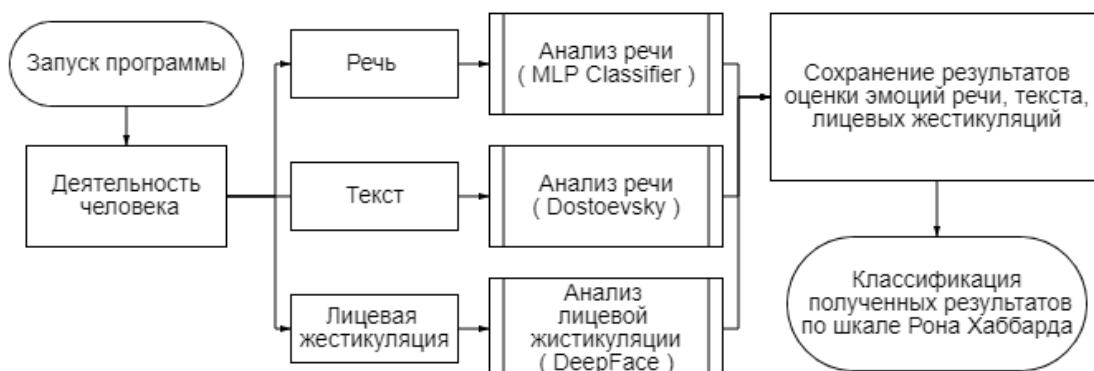 Запуск программы
Деятельность
человека
Речь
Текст
Лицевая
жестикуляция
Анализ речи
( MLP Classifier )
Анализ речи
( Dostoevsky )
Анализ
лицевой
жистикуляции
( DeepFace )
Сохранение результатов
оценки эмоций речи, текста,
лицевых жестикуляций
Классификация
полученных результатов
по шкале Рона Хаббарда